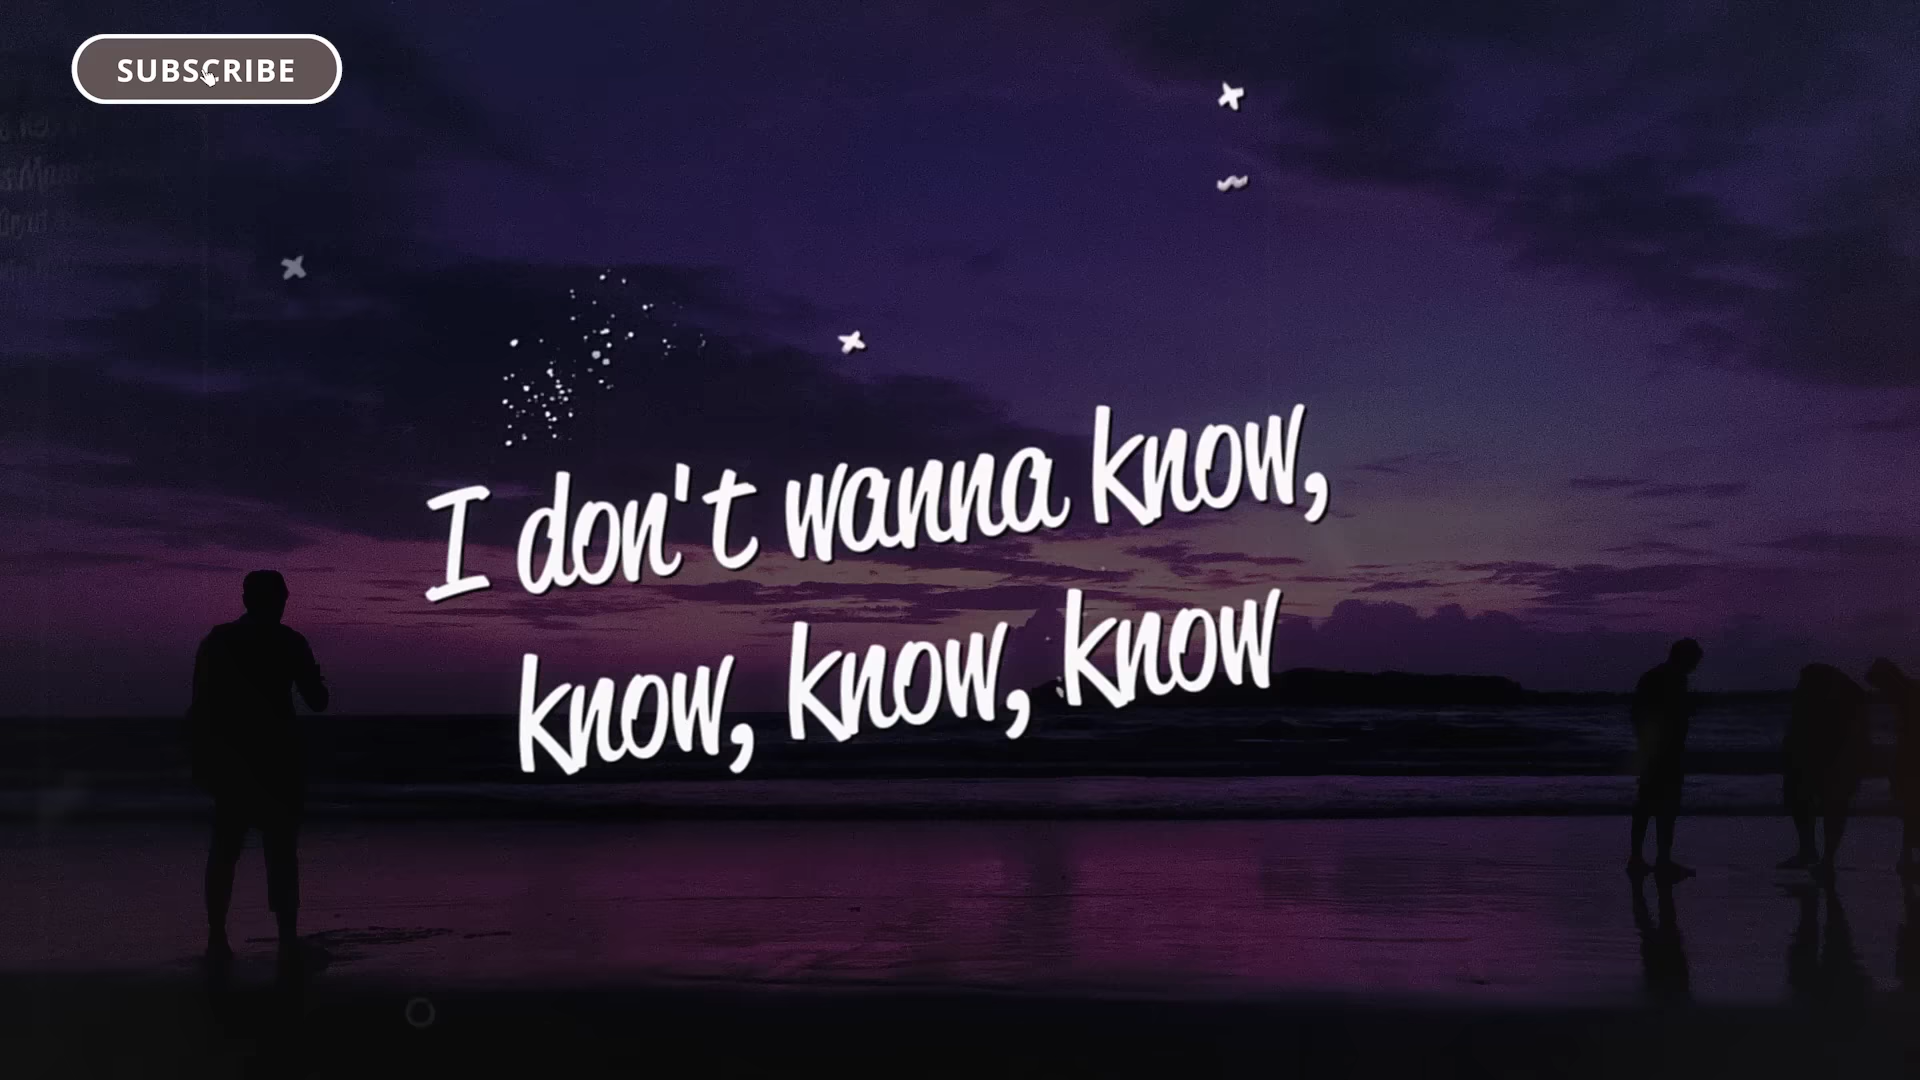 SUBSCRIBE
I don't wanna know,
know, know, know